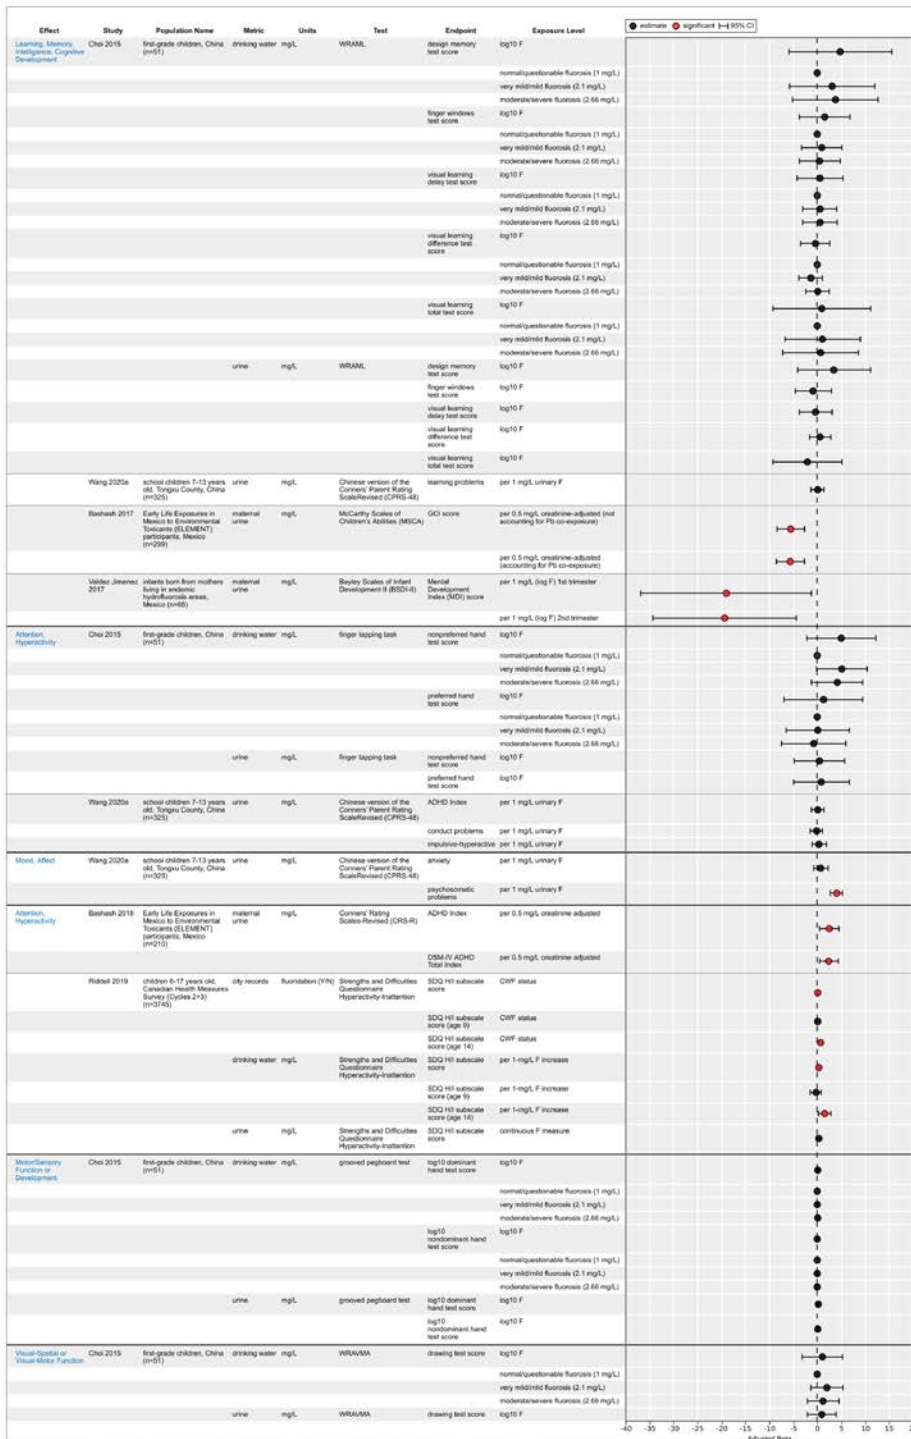 Effect Study Population Name Metric Units Test Endpoint Exposure Level
estimate significant 95% CI
Learning, Memory, Intelligence, Cognitive Development Choi 2015 first-grade children, China (n=51) drinking water mg/L WRAML design memory test score log10 F
normal/questionable fluorosis (1 mg/L)
very mild/mild fluorosis (2.1 mg/L)
moderate/severe fluorosis (2.66 mg/L)
finger windows test score log10 F
normal/questionable fluorosis (1 mg/L)
very mild/mild fluorosis (2.1 mg/L)
moderate/severe fluorosis (2.66 mg/L)
visual learning delay test score log10 F
normal/questionable fluorosis (1 mg/L)
very mild/mild fluorosis (2.1 mg/L)
moderate/severe fluorosis (2.66 mg/L)
visual learning difference test score log10 F
normal/questionable fluorosis (1 mg/L)
very mild/mild fluorosis (2.1 mg/L)
moderate/severe fluorosis (2.66 mg/L)
visual learning total test score log10 F
normal/questionable fluorosis (1 mg/L)
very mild/mild fluorosis (2.1 mg/L)
moderate/severe fluorosis (2.66 mg/L)
urine mg/L WRAML design memory test score log10 F
finger windows test score log10 F
visual learning delay test score log10 F
visual learning difference test score log10 F
visual learning total test score log10 F
Wang 2020a school children 7-13 years old, Tongxu County, China (n=325) urine mg/L Chinese version of the Conners' Parent Rating ScaleRevised (CPRS-48) learning problems per 1 mg/L urinary F
Bashash 2017 Early Life Exposures in Mexico to Environmental Toxicants (ELEMENT) participants, Mexico (n=299) maternal urine mg/L McCarthy Scales of Children's Abilities (MSCA) GCI score per 0.5 mg/L creatinine-adjusted (not accounting for Pb co-exposure)
per 0.5 mg/L creatinine-adjusted (accounting for Pb co-exposure)
Valdez Jimenez 2017 infants born from mothers living in endemic hydrofluorosis areas, Mexico (n=65) maternal urine mg/L Bayley Scales of Infant Development II (BSDI-II) Mental Development Index (MDI) score per 1 mg/L (log F) 1st trimester
per 1 mg/L (log F) 2nd trimester
Attention, Hyperactivity Choi 2015 first-grade children, China (n=51) drinking water mg/L finger tapping task nonpreferred hand test score log10 F
normal/questionable fluorosis (1 mg/L)
very mild/mild fluorosis (2.1 mg/L)
moderate/severe fluorosis (2.66 mg/L)
preferred hand test score log10 F
normal/questionable fluorosis (1 mg/L)
very mild/mild fluorosis (2.1 mg/L)
moderate/severe fluorosis (2.66 mg/L)
urine mg/L finger tapping task nonpreferred hand test score log10 F
preferred hand test score log10 F
Wang 2020a school children 7-13 years old, Tongxu County, China (n=325) urine mg/L Chinese version of the Conners' Parent Rating ScaleRevised (CPRS-48) ADHD Index per 1 mg/L urinary F
conduct problems per 1 mg/L urinary F
impulsive-hyperactive per 1 mg/L urinary F
Mood, Affect Wang 2020a school children 7-13 years old, Tongxu County, China (n=325) urine mg/L Chinese version of the Conners' Parent Rating ScaleRevised (CPRS-48) anxiety per 1 mg/L urinary F
psychosomatic problems per 1 mg/L urinary F
Attention, Hyperactivity Bashash 2018 Early Life Exposures in Mexico to Environmental Toxicants (ELEMENT) participants, Mexico (n=210) maternal urine mg/L Conners' Rating Scales-Revised (CRS-R) ADHD Index per 0.5 mg/L creatinine adjusted
DSM-IV ADHD Total Index per 0.5 mg/L creatinine adjusted
Riddell 2019 children 6-17 years old, Canadian Health Measures Survey (Cycles 2+3) (n=3745) city records fluoridation (Y/N) Strengths and Difficulties Questionnaire Hyperactivity-Inattention SDQ H/I subscale score CWF status
SDQ H/I subscale score (age 9) CWF status
SDQ H/I subscale score (age 14) CWF status
drinking water mg/L Strengths and Difficulties Questionnaire Hyperactivity-Inattention SDQ H/I subscale score per 1-mg/L F increase
SDQ H/I subscale score (age 9) per 1-mg/L F increase
SDQ H/I subscale score (age 14) per 1-mg/L F increase
urine mg/L Strengths and Difficulties Questionnaire Hyperactivity-Inattention SDQ H/I subscale score continuous F measure
Motor/Sensory Function or Development Choi 2015 first-grade children, China (n=51) drinking water mg/L grooved pegboard test log10 dominant hand test score log10 F
normal/questionable fluorosis (1 mg/L)
very mild/mild fluorosis (2.1 mg/L)
moderate/severe fluorosis (2.66 mg/L)
log10 nondominant hand test score log10 F
normal/questionable fluorosis (1 mg/L)
very mild/mild fluorosis (2.1 mg/L)
moderate/severe fluorosis (2.66 mg/L)
urine mg/L grooved pegboard test log10 dominant hand test score log10 F
log10 nondominant hand test score log10 F
Visual-Spatial or Visual-Motor Function Choi 2015 first-grade children, China (n=51) drinking water mg/L WRAVMA drawing test score log10 F
normal/questionable fluorosis (1 mg/L)
very mild/mild fluorosis (2.1 mg/L)
moderate/severe fluorosis (2.66 mg/L)
urine mg/L WRAVMA drawing test score log10 F
-40 -35 -30 -25 -20 -15 -10 -5 0 5 10 15
Adjusted Beta